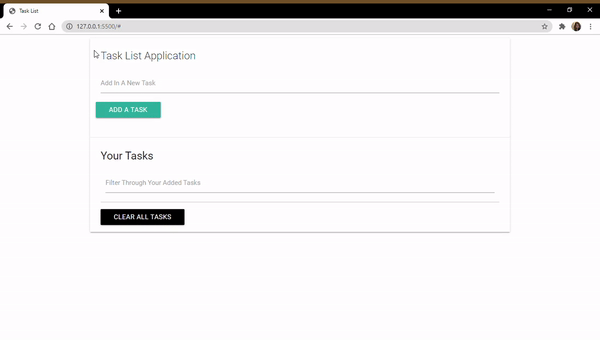 Task List
127.0.0.1:5500/#
Task List Application
Add In A New Task
ADD A TASK
Your Tasks
Filter Through Your Added Tasks
CLEAR ALL TASKS